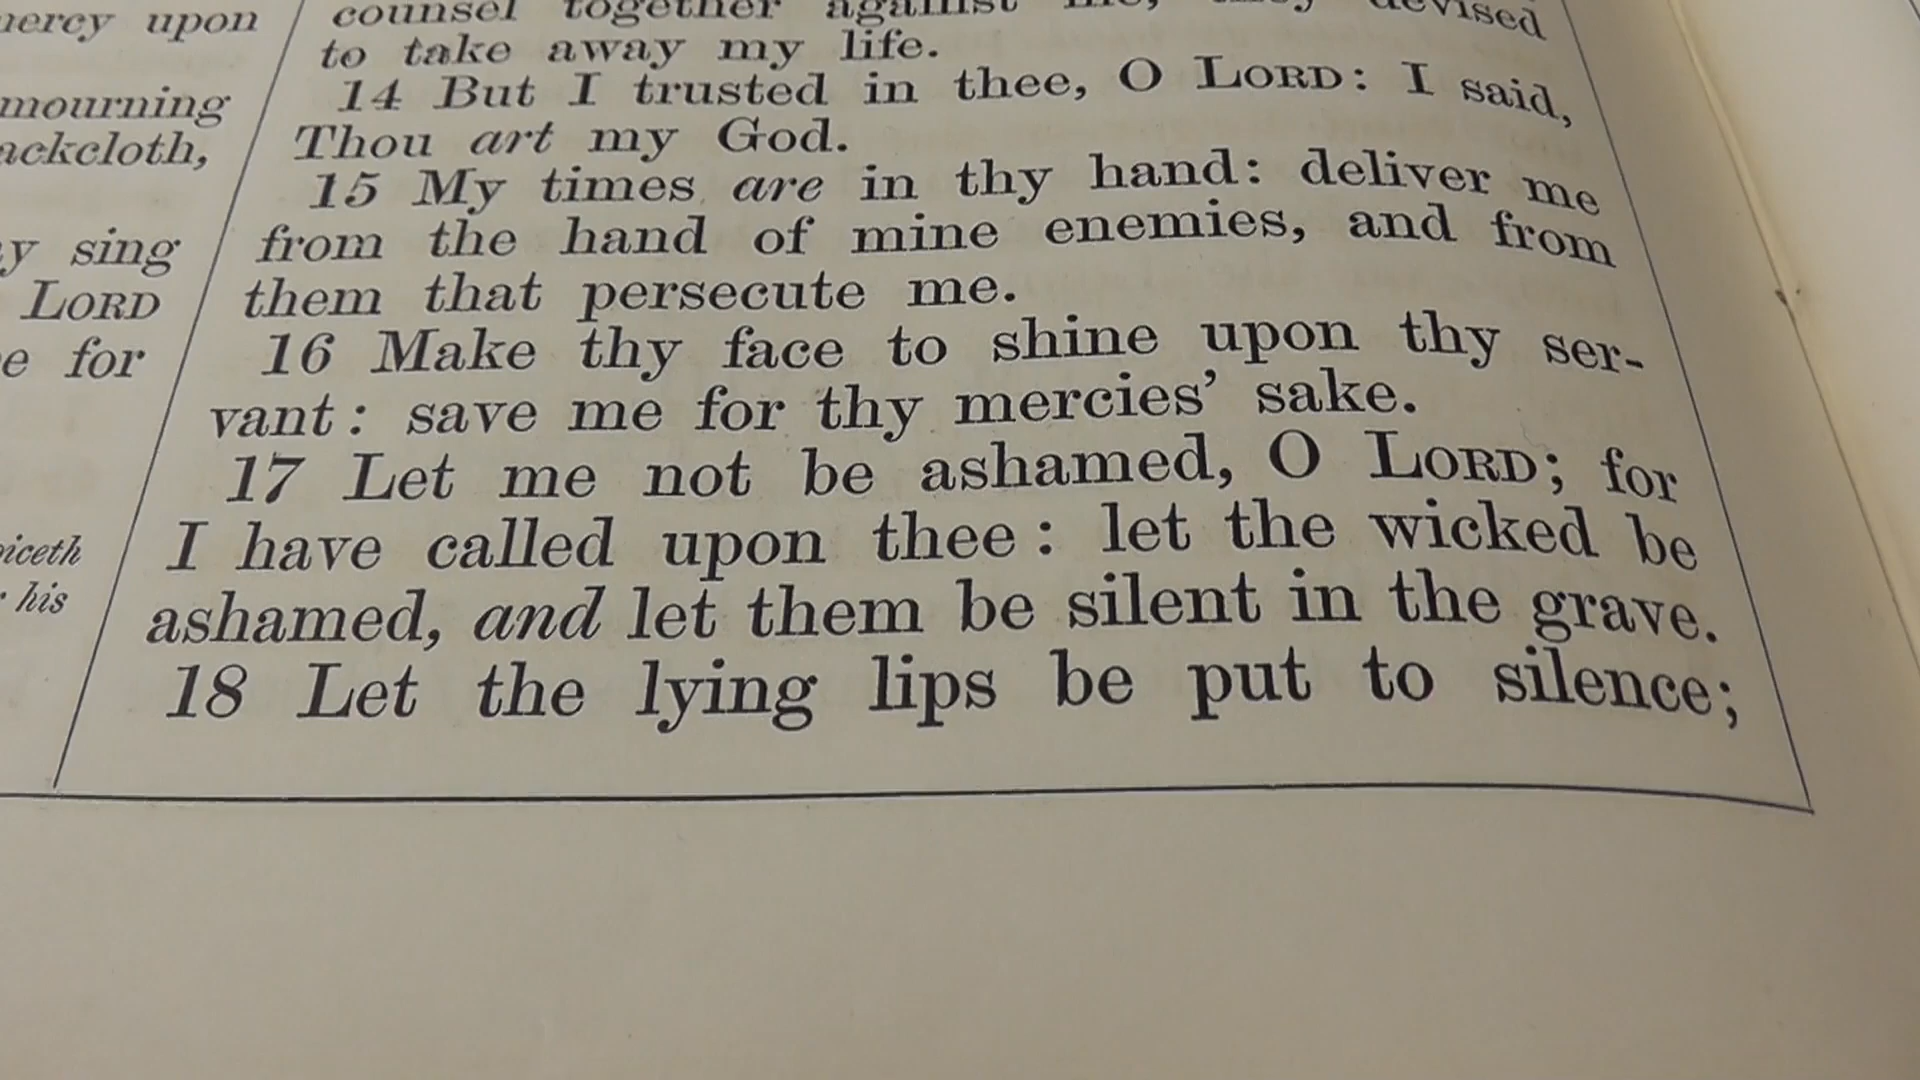 mercy upon
mourning
sackcloth,
sing
LORD
for
his
counsel together against me, they devised
to take away my life.
14 But I trusted in thee, O LORD: I said,
Thou art my God.
15 My times are in thy hand: deliver me
from the hand of mine enemies, and from
them that persecute me.
16 Make thy face to shine upon thy ser-
vant: save me for thy mercies’ sake.
17 Let me not be ashamed, O LORD; for
I have called upon thee: let the wicked be
ashamed, and let them be silent in the grave.
18 Let the lying lips be put to silence;